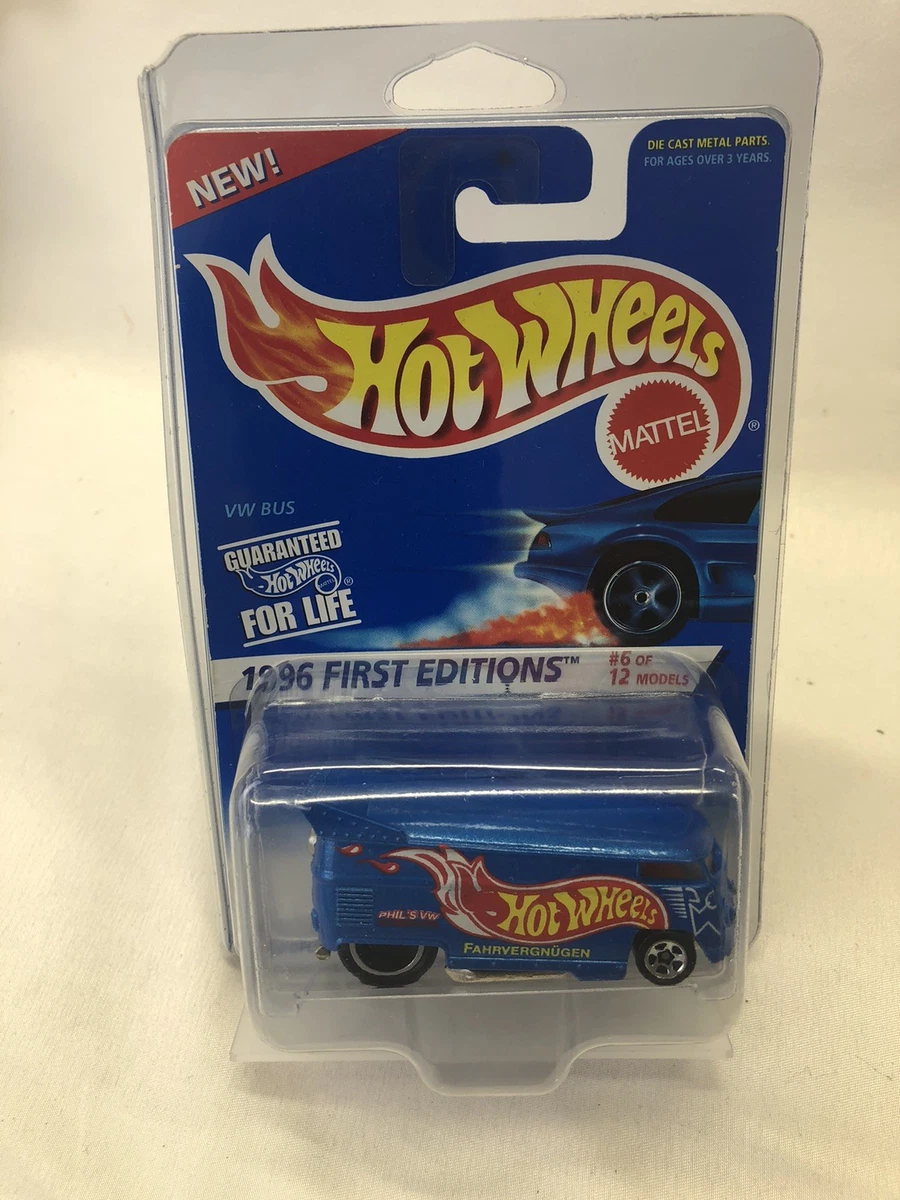 NEW!
DIE CAST METAL PARTS.
FOR AGES OVER 3 YEARS.
HOT WHEELS
MATTEL
®
VW BUS
GUARANTEED
HOT WHEELS
MATTEL
®
FOR LIFE
1996 FIRST EDITIONS™
#6 OF
12 MODELS
HOT WHEELS
PHIL'S VW
FAHRVERGNÜGEN